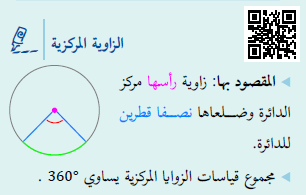 الزاوية المركزية
المقصود بها: زاوية رأسها مركز
الدائرة وضلعاها نصفا قطرين
للدائرة.
مجموع قياسات الزوايا المركزية يساوي 360° .